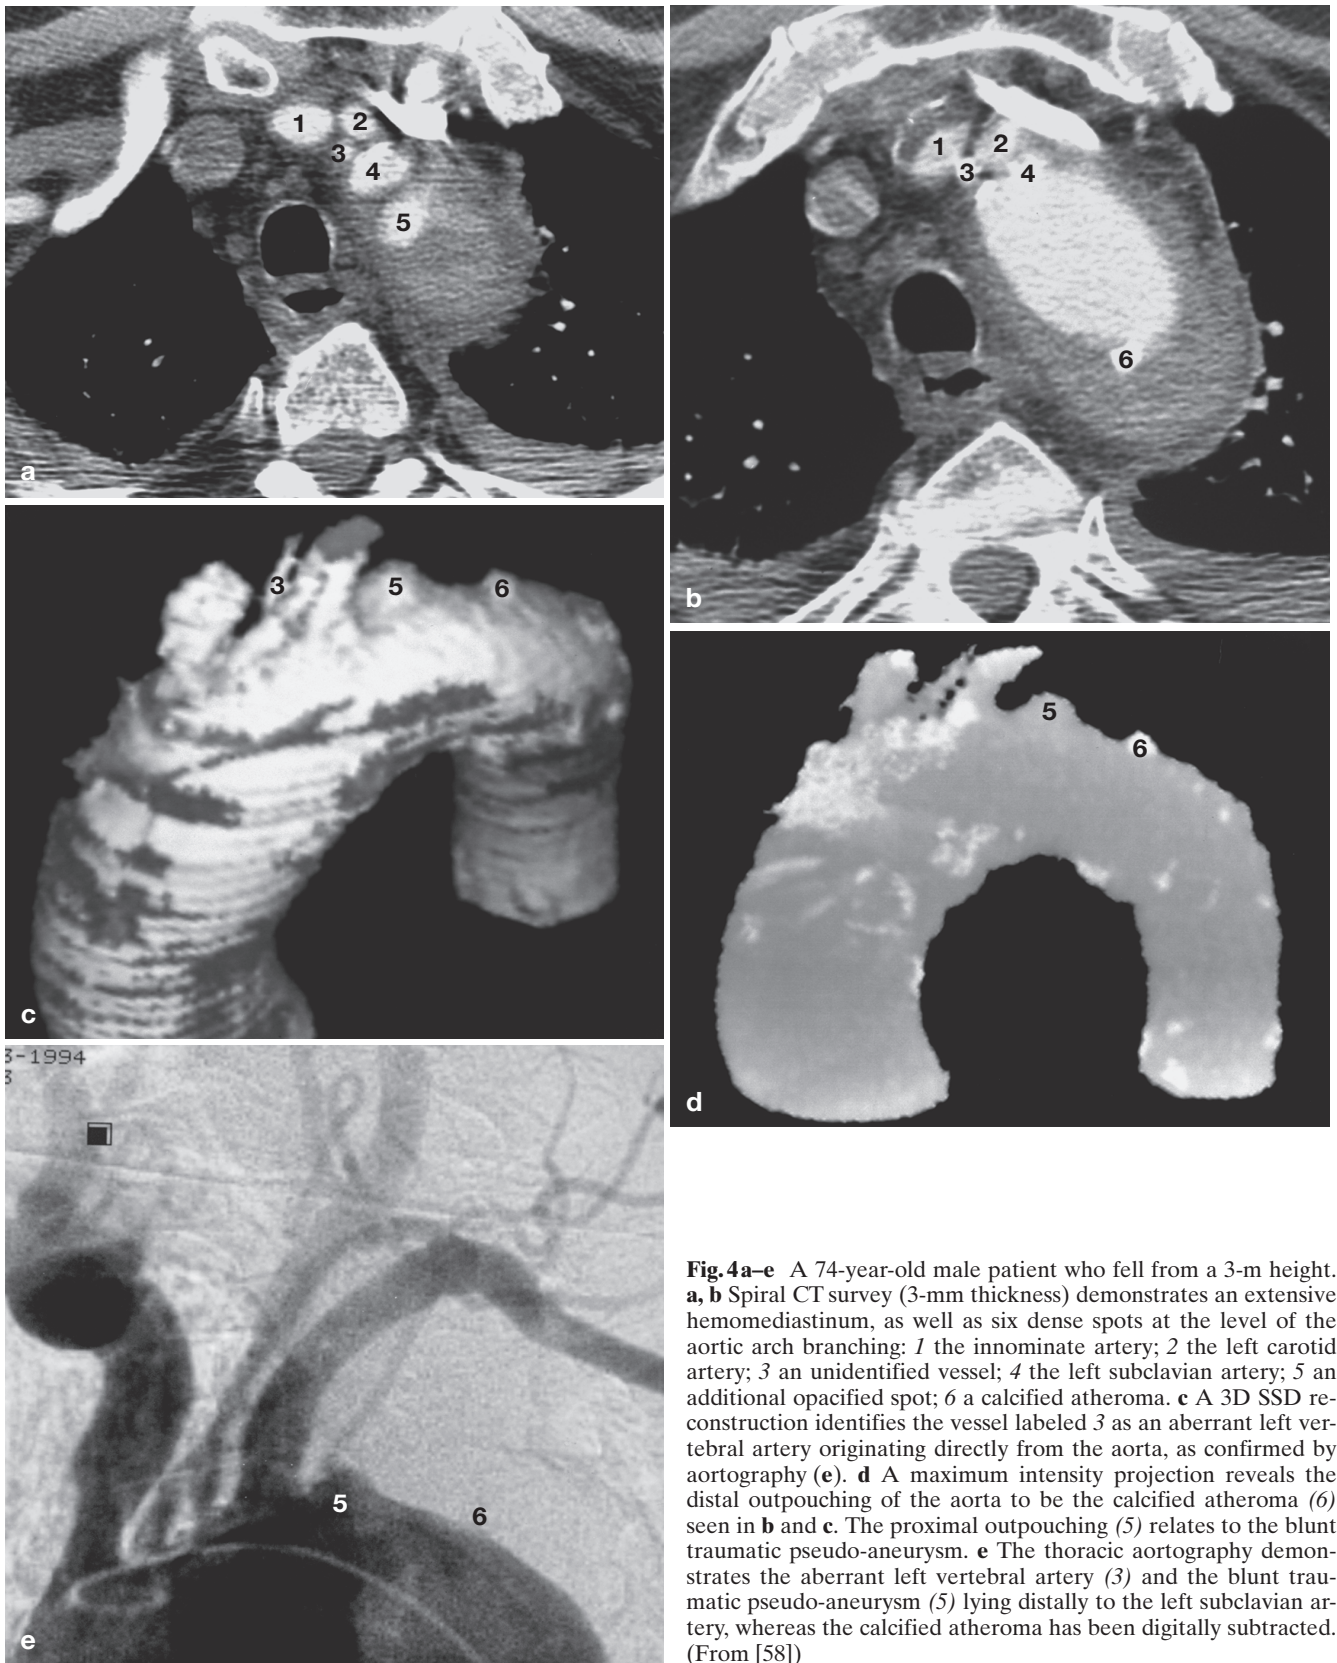 1
2
3
4
5
a
1
2
3
4
6
b
3
5
6
c
5
6
d
3-1994
3
5
6
e
Fig. 4 a–e A 74-year-old male patient who fell from a 3-m height.
a, b Spiral CT survey (3-mm thickness) demonstrates an extensive
hemomediastinum, as well as six dense spots at the level of the
aortic arch branching: 1 the innominate artery; 2 the left carotid
artery; 3 an unidentified vessel; 4 the left subclavian artery; 5 an
additional opacified spot; 6 a calcified atheroma. c A 3D SSD re-
construction identifies the vessel labeled 3 as an aberrant left ver-
tebral artery originating directly from the aorta, as confirmed by
aortography (e). d A maximum intensity projection reveals the
distal outpouching of the aorta to be the calcified atheroma (6)
seen in b and c. The proximal outpouching (5) relates to the blunt
traumatic pseudo-aneurysm. e The thoracic aortography demon-
strates the aberrant left vertebral artery (3) and the blunt trau-
matic pseudo-aneurysm (5) lying distally to the left subclavian ar-
tery, whereas the calcified atheroma has been digitally subtracted.
(From [58])